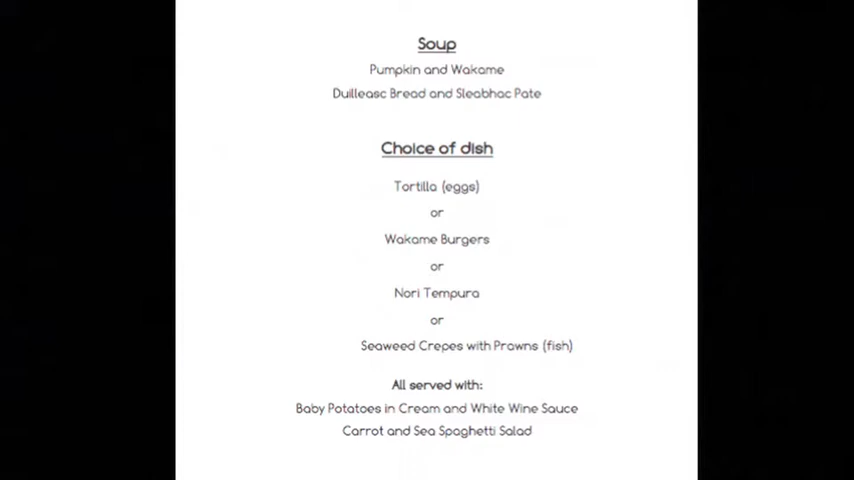 Soup
Pumpkin and Wakame
Duilleasc Bread and Sleabhac Pate
Choice of dish
Tortilla (eggs)
or
Wakame Burgers
or
Nori Tempura
or
Seaweed Crepes with Prawns (fish)
All served with:
Baby Potatoes in Cream and White Wine Sauce
Carrot and Sea Spaghetti Salad